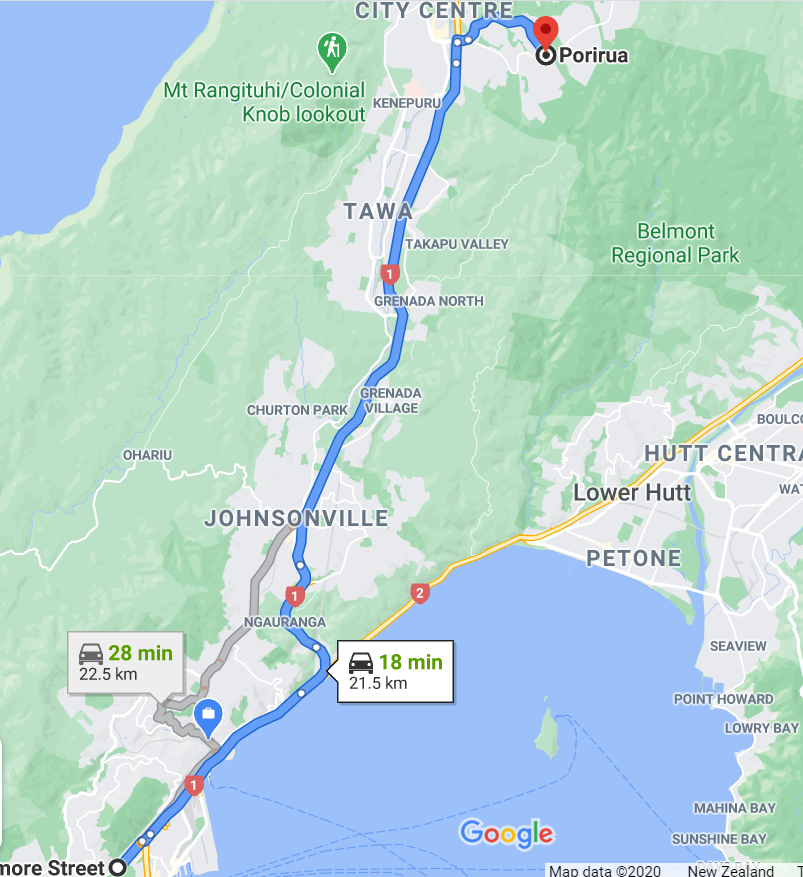 CITY CENTRE
Porirua
Mt Rangituhi/Colonial
Knob lookout
KENEPURU
TAWA
TAKAPU VALLEY
Belmont
Regional Park
1
GRENADA NORTH
GRENADA
VILLAGE
CHURTON PARK
BOULCO
OHARIU
HUTT CENTRA
Lower Hutt
WAT
JOHNSONVILLE
PETONE
1
2
NGAURANGA
SEAVIEW
28 min
22.5 km
18 min
21.5 km
POINT HOWARD
LOWRY BAY
1
MAHINA BAY
Google
SUNSHINE BAY
more Street
Map data ©2020 New Zealand T